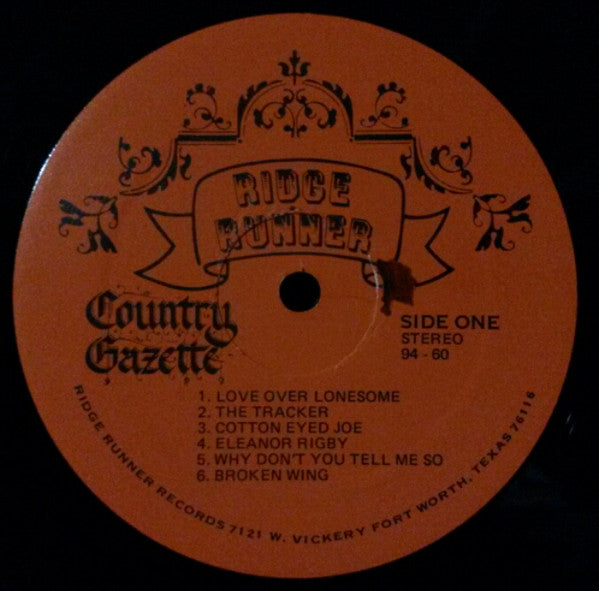 RIDGE
RUNNER
Country
Gazette
SIDE ONE
STEREO
94 - 60
1. LOVE OVER LONESOME
2. THE TRACKER
3. COTTON EYED JOE
4. ELEANOR RIGBY
5. WHY DON'T YOU TELL ME SO
6. BROKEN WING
RIDGE RUNNER RECORDS 7121 W. VICKERY FORT WORTH, TEXAS 76116